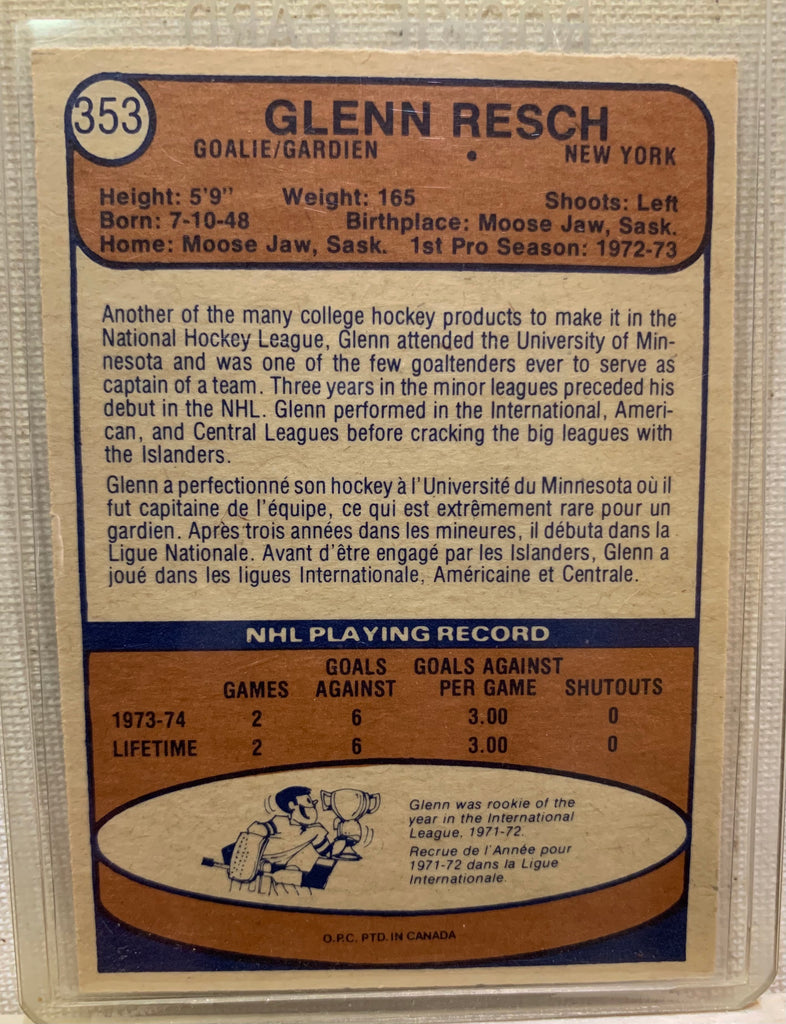 353
GLENN RESCH
GOALIE/GARDIEN • NEW YORK
Height: 5'9" Weight: 165 Shoots: Left
Born: 7-10-48 Birthplace: Moose Jaw, Sask.
Home: Moose Jaw, Sask. 1st Pro Season: 1972-73
Another of the many college hockey products to make it in the
National Hockey League, Glenn attended the University of Min-
nesota and was one of the few goaltenders ever to serve as
captain of a team. Three years in the minor leagues preceded his
debut in the NHL. Glenn performed in the International, Ameri-
can, and Central Leagues before cracking the big leagues with
the Islanders.
Glenn a perfectionné son hockey à l'Université du Minnesota où il
fut capitaine de l'équipe, ce qui est extrêmement rare pour un
gardien. Après trois années dans les mineures, il débuta dans la
Ligue Nationale. Avant d'être engagé par les Islanders, Glenn a
joué dans les ligues Internationale, Américaine et Centrale.
NHL PLAYING RECORD
GAMES GOALS AGAINST GOALS AGAINST PER GAME SHUTOUTS
1973-74 2 6 3.00 0
LIFETIME 2 6 3.00 0
Glenn was rookie of the
year in the International
League, 1971-72.
Recrue de l'Année pour
1971-72 dans la Ligue
Internationale.
O.P.C. PTD. IN CANADA